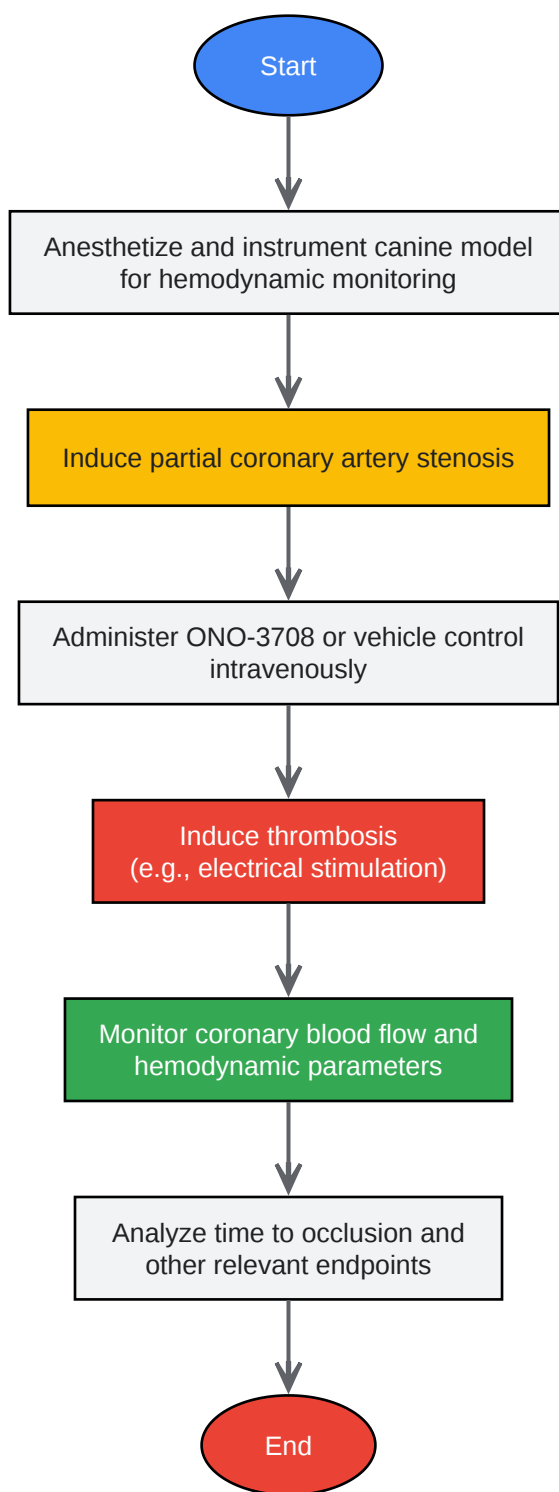 Start
Anesthetize and instrument canine model
for hemodynamic monitoring
Induce partial coronary artery stenosis
Administer ONO-3708 or vehicle control
intravenously
Induce thrombosis
(e.g., electrical stimulation)
Monitor coronary blood flow and
hemodynamic parameters
Analyze time to occlusion and
other relevant endpoints
End